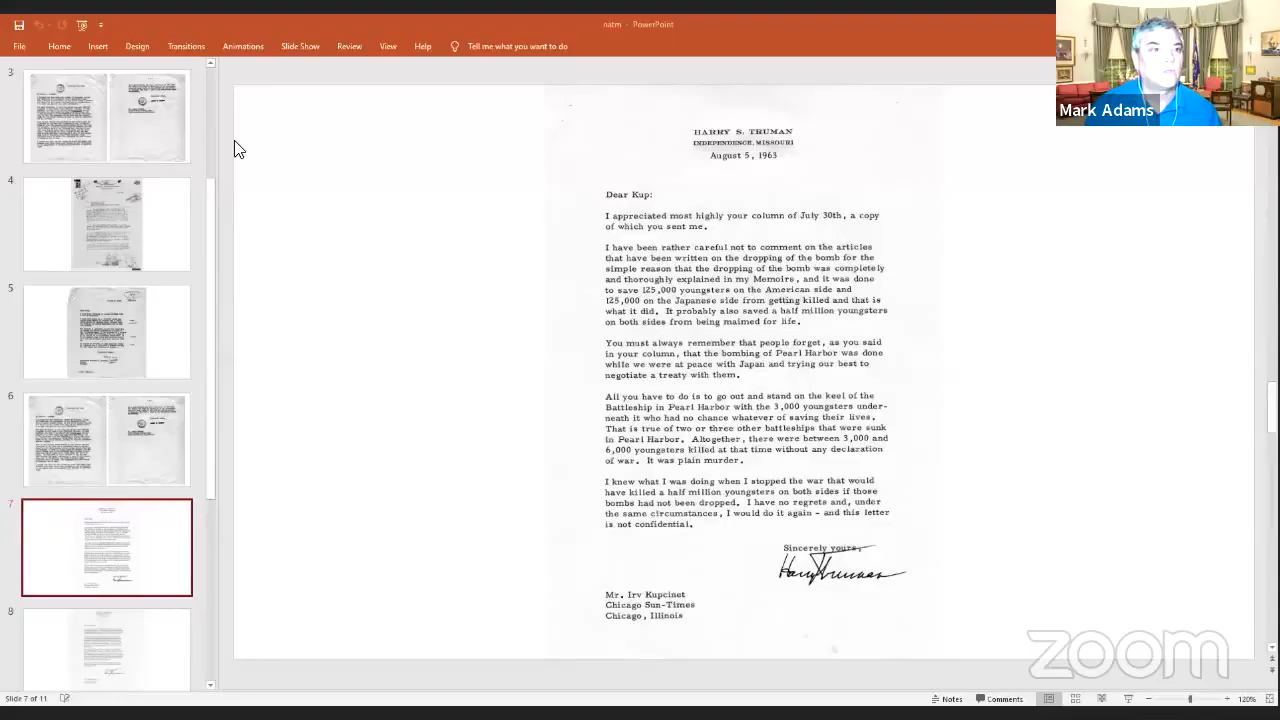 natm - PowerPoint
File Home Insert Design Transitions Animations Slide Show Review View Help Tell me what you want to do
Mark Adams
3
4
5
6
7
8
HARRY S. TRUMAN
INDEPENDENCE, MISSOURI
August 5, 1963
Dear Kup:
I appreciated most highly your column of July 30th, a copy
of which you sent me.
I have been rather careful not to comment on the articles
that have been written on the dropping of the bomb for the
simple reason that the dropping of the bomb was completely
and thoroughly explained in my Memoirs, and it was done
to save 125,000 youngsters on the American side and
125,000 on the Japanese side from getting killed and that is
what it did. It probably also saved a half million youngsters
on both sides from being maimed for life.
You must always remember that people forget, as you said
in your column, that the bombing of Pearl Harbor was done
while we were at peace with Japan and trying our best to
negotiate a treaty with them.
All you have to do is to go out and stand on the keel of the
Battleship in Pearl Harbor with the 3,000 youngsters under-
neath it who had no chance whatever of saving their lives.
That is true of two or three other battleships that were sunk
in Pearl Harbor. Altogether, there were between 3,000 and
6,000 youngsters killed at that time without any declaration
of war. It was plain murder.
I knew what I was doing when I stopped the war that would
have killed a half million youngsters on both sides if those
bombs had not been dropped. I have no regrets and, under
the same circumstances, I would do it again - and this letter
is not confidential.
Sincerely yours,
Harry Truman
Mr. Irv Kupcinet
Chicago Sun-Times
Chicago, Illinois
zoom
Slide 7 of 11
Notes Comments 120%